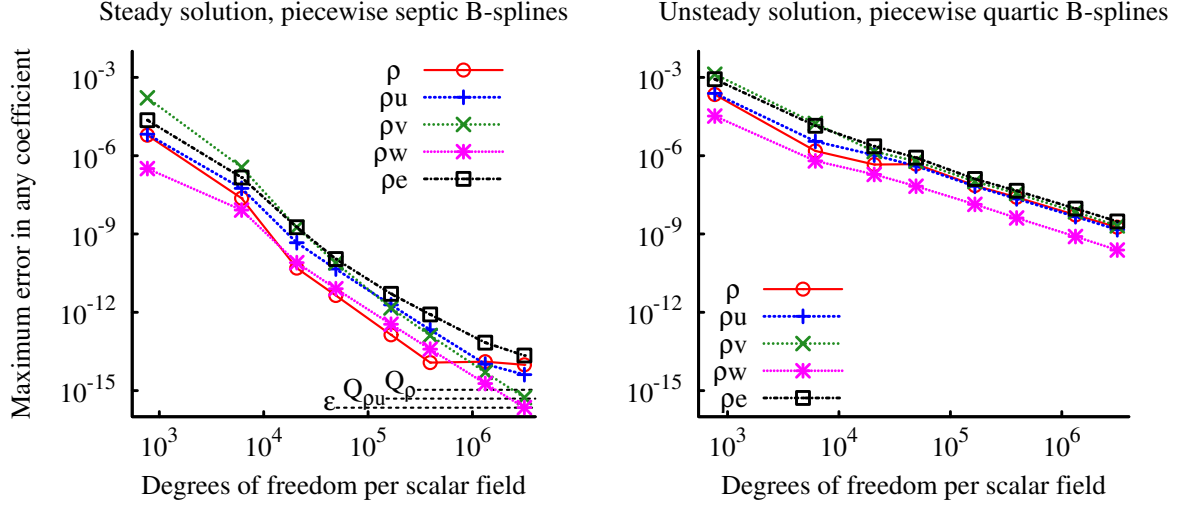 Steady solution, piecewise septic B-splines
Maximum error in any coefficient
10^-3
10^-6
10^-9
10^-12
10^-15
ρ
ρu
ρv
ρw
ρe
ε
Q_ρu
Q_ρ
10^3
10^4
10^5
10^6
Degrees of freedom per scalar field
Unsteady solution, piecewise quartic B-splines
10^-3
10^-6
10^-9
10^-12
10^-15
ρ
ρu
ρv
ρw
ρe
10^3
10^4
10^5
10^6
Degrees of freedom per scalar field